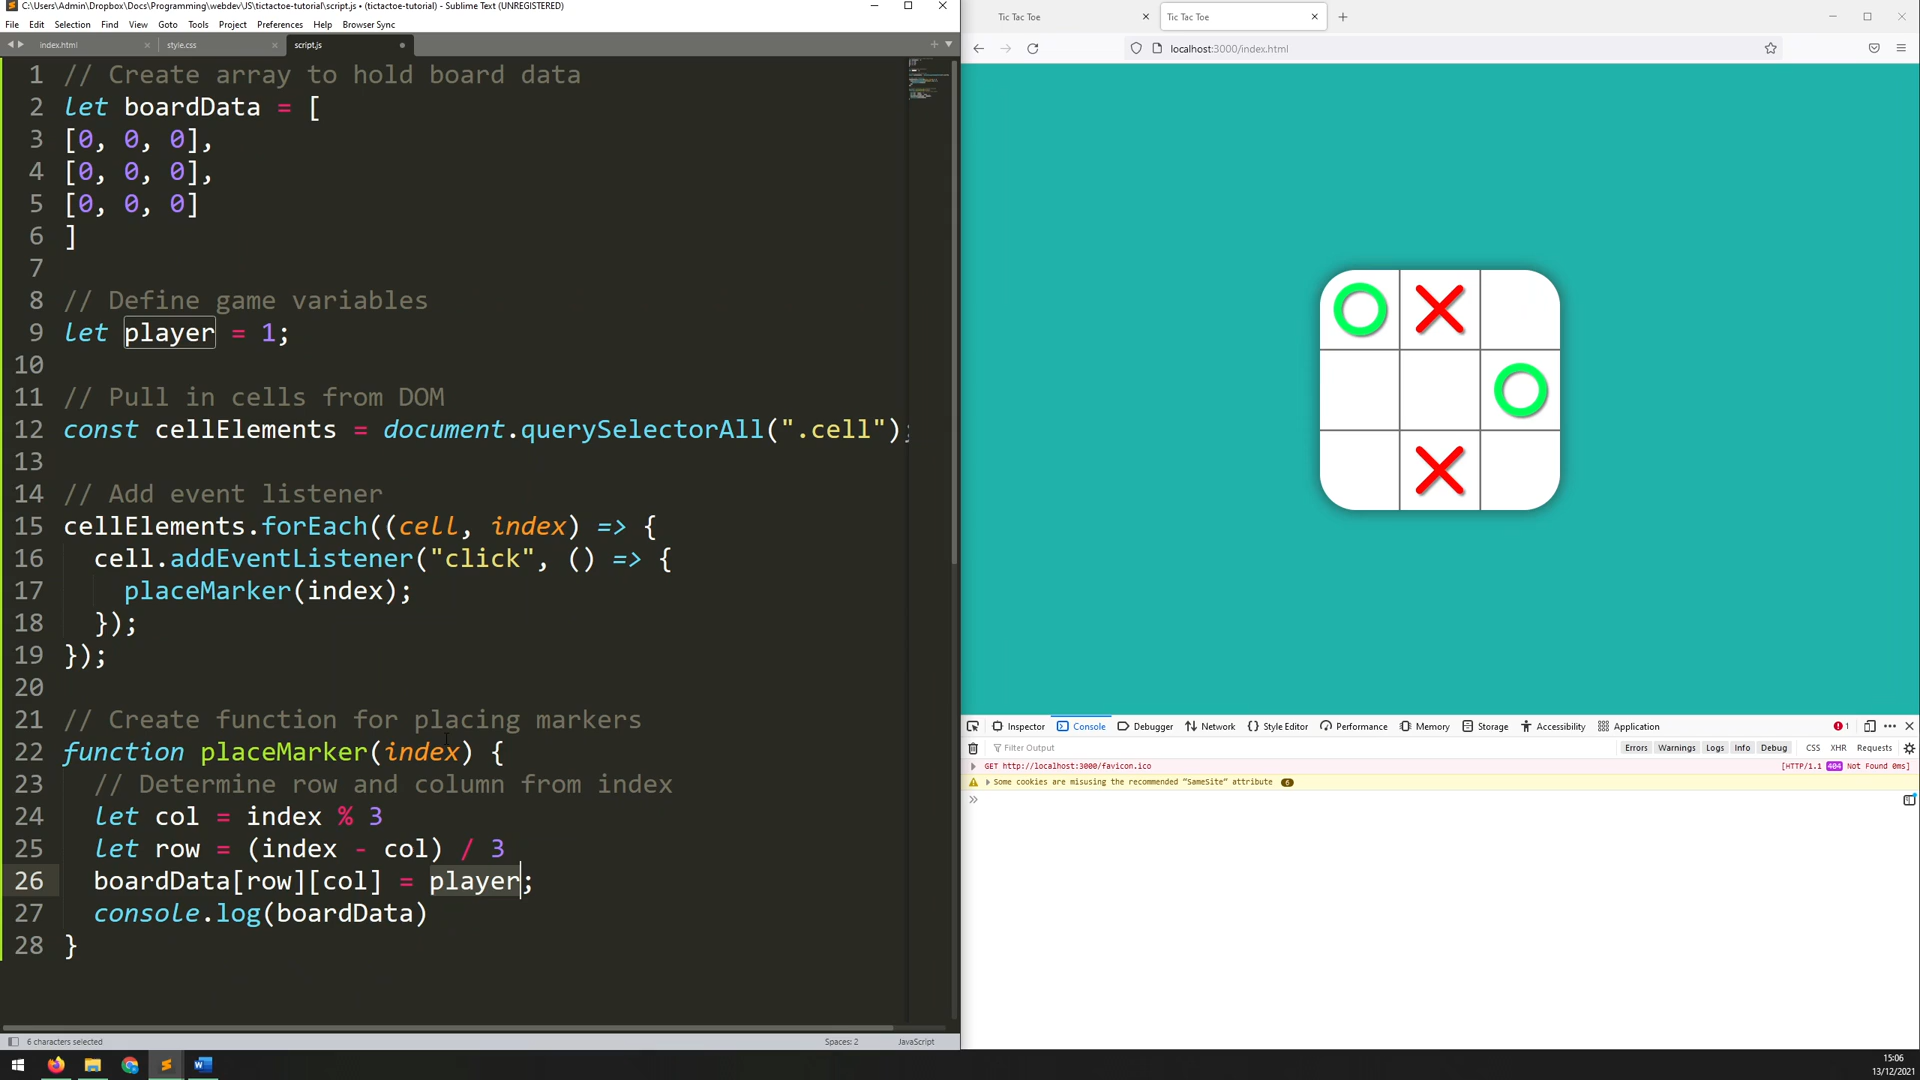 C:\Users\Admin\Dropbox\Docs\Programming\webdev\JS\tictactoe-tutorial\script.js • (tictactoe-tutorial) - Sublime Text (UNREGISTERED)
File Edit Selection Find View Goto Tools Project Preferences Help Browser Sync
index.html style.css script.js
1 // Create array to hold board data
2 let boardData = [
3 [0, 0, 0],
4 [0, 0, 0],
5 [0, 0, 0]
6 ]
7
8 // Define game variables
9 let player = 1;
10
11 // Pull in cells from DOM
12 const cellElements = document.querySelectorAll(".cell");
13
14 // Add event listener
15 cellElements.forEach((cell, index) => {
16 cell.addEventListener("click", () => {
17 placeMarker(index);
18 });
19 });
20
21 // Create function for placing markers
22 function placeMarker(index) {
23 // Determine row and column from index
24 let col = index % 3
25 let row = (index - col) / 3
26 boardData[row][col] = player;
27 console.log(boardData)
28 }
6 characters selected Spaces: 2 JavaScript
Tic Tac Toe Tic Tac Toe
localhost:3000/index.html
Inspector Console Debugger Network Style Editor Performance Memory Storage Accessibility Application 1
Filter Output Errors Warnings Logs Info Debug CSS XHR Requests
GET http://localhost:3000/favicon.ico [HTTP/1.1 404 Not Found 0ms]
Some cookies are misusing the recommended "SameSite" attribute 6
15:06
13/12/2021